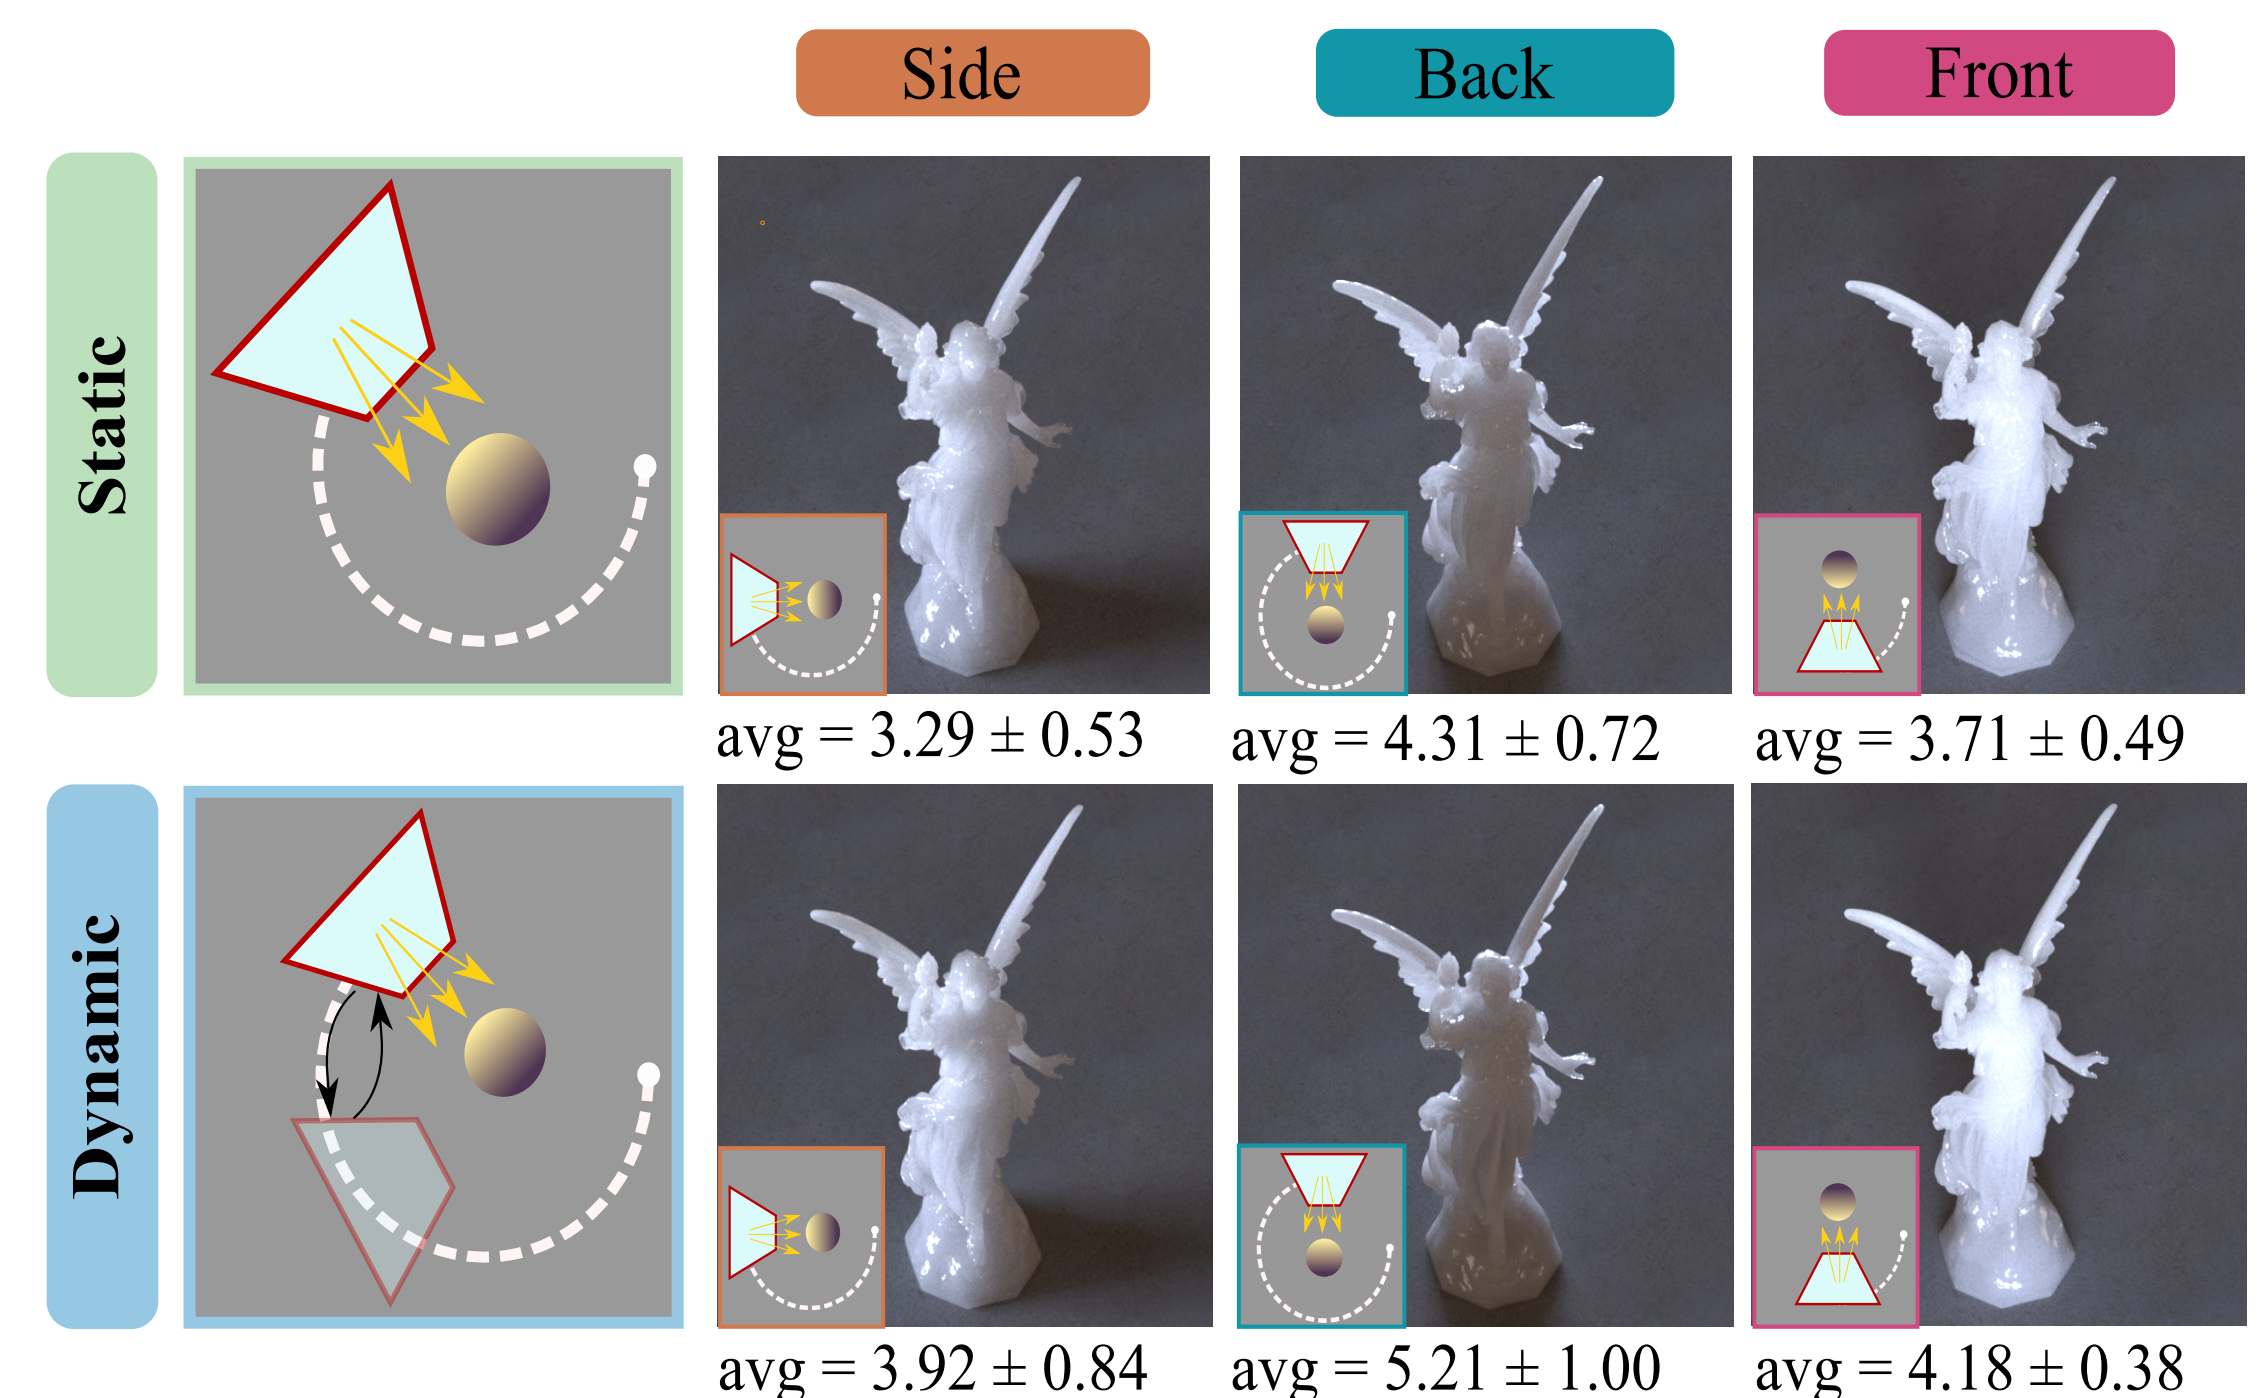 Side
Back
Front
Static
avg = 3.29 ± 0.53
avg = 4.31 ± 0.72
avg = 3.71 ± 0.49
Dynamic
avg = 3.92 ± 0.84
avg = 5.21 ± 1.00
avg = 4.18 ± 0.38